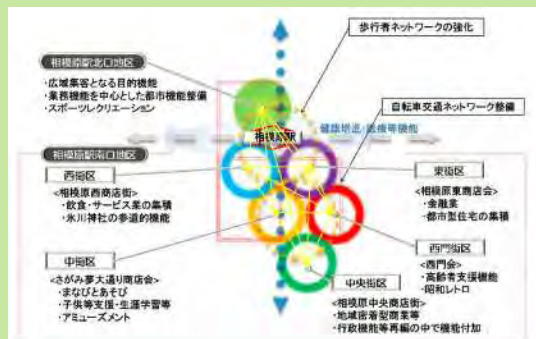 歩行者ネットワークの強化
相模原駅北口地区
・広域集客となる目的機能
・業務機能を中心とした都市機能整備
・スポーツレクリエーション
自転車交通ネットワーク整備
健康増進・医療等機能
相模原駅
相模原駅南口地区
西街区
<相模原西商店街>
・飲食・サービス業の集積
・氷川神社の参道的機能
東街区
<相模原東商店会>
・金融業
・都市型住宅の集積
中街区
<さがみ夢大通り商店会>
・まなびとあそび
・子供等支援・生涯学習等
・アミューズメント
西門街区
<西門会>
・高齢者支援機能
・昭和レトロ
中央街区
<相模原中央商店街>
・地域密着型商業等
・行政機能等再編の中で機能付加